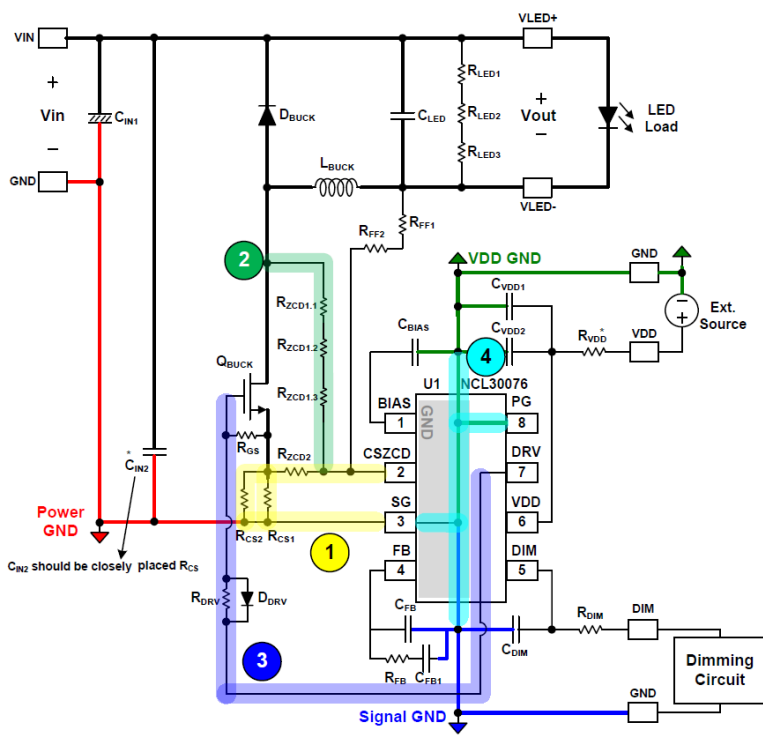 VIN
VLED+
+
Vin
−
CIN1
DBUCK
CLED
RLED1
RLED2
RLED3
+
Vout
−
LED
Load
GND
LBUCK
VLED-
RFF2
RFF1
2
VDD GND
GND
RZCD1.1
RZCD1.2
RZCD1.3
CVDD1
CVDD2
CBIAS
4
RVDD*
VDD
−
+
Ext.
Source
QBUCK
U1
NCL30076
GND
BIAS
1
PG
8
RGS
RZCD2
CSZCD
2
DRV
7
*
CIN2
Power
GND
RCS2
RCS1
1
SG
3
VDD
6
CIN2 should be closely placed RCS
FB
4
DIM
5
RDRV
DDRV
CFB
RFB
CFB1
CDIM
RDIM
DIM
3
Dimming
Circuit
Signal GND
GND